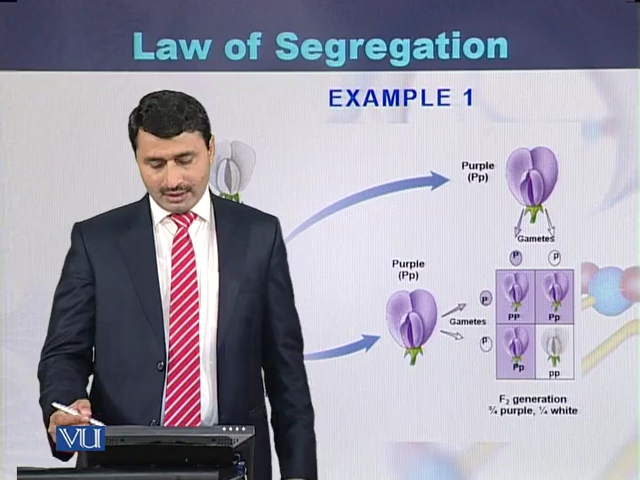 Law of Segregation
EXAMPLE 1
Purple
(Pp)
Gametes
P p
Purple
(Pp)
Gametes
P
P
PP Pp
Pp pp
F2 generation
¾ purple, ¼ white
VU